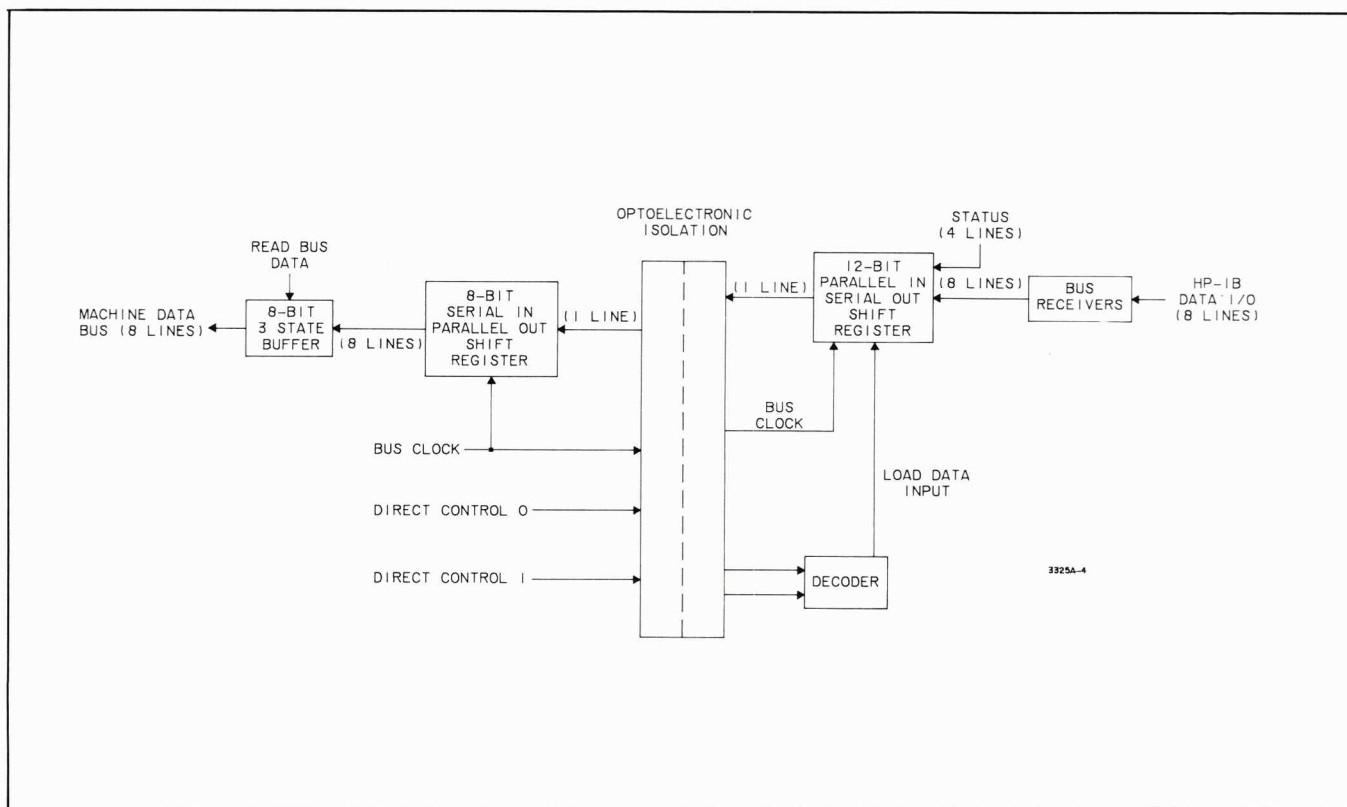 OPTOELECTRONIC
ISOLATION
STATUS
(4 LINES)
READ BUS
DATA
MACHINE DATA
BUS (8 LINES)
8-BIT
3 STATE
BUFFER
(8 LINES)
8-BIT
SERIAL IN
PARALLEL OUT
SHIFT
REGISTER
(1 LINE)
(1 LINE)
12-BIT
PARALLEL IN
SERIAL OUT
SHIFT
REGISTER
(8 LINES)
BUS
RECEIVERS
HP-IB
DATA I/O
(8 LINES)
BUS
CLOCK
BUS CLOCK
LOAD DATA
INPUT
DIRECT CONTROL 0
DIRECT CONTROL 1
DECODER
3325A-4